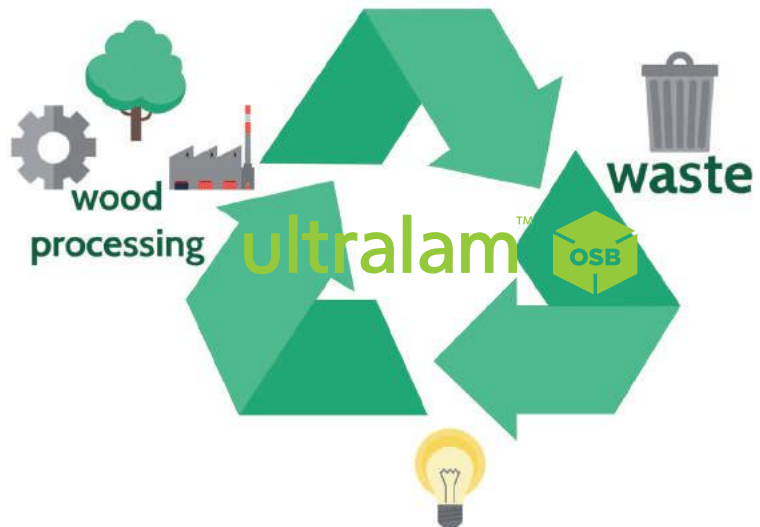 wood
processing
waste
ultralam™
OSB